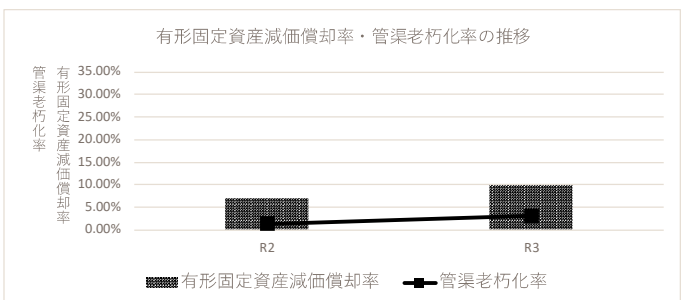 有形固定資産減価償却率・管渠老朽化率の推移
管渠老朽化率
有形固定資産減価償却率
35.00%
30.00%
25.00%
20.00%
15.00%
10.00%
5.00%
0.00%
R2 R3
有形固定資産減価償却率 管渠老朽化率